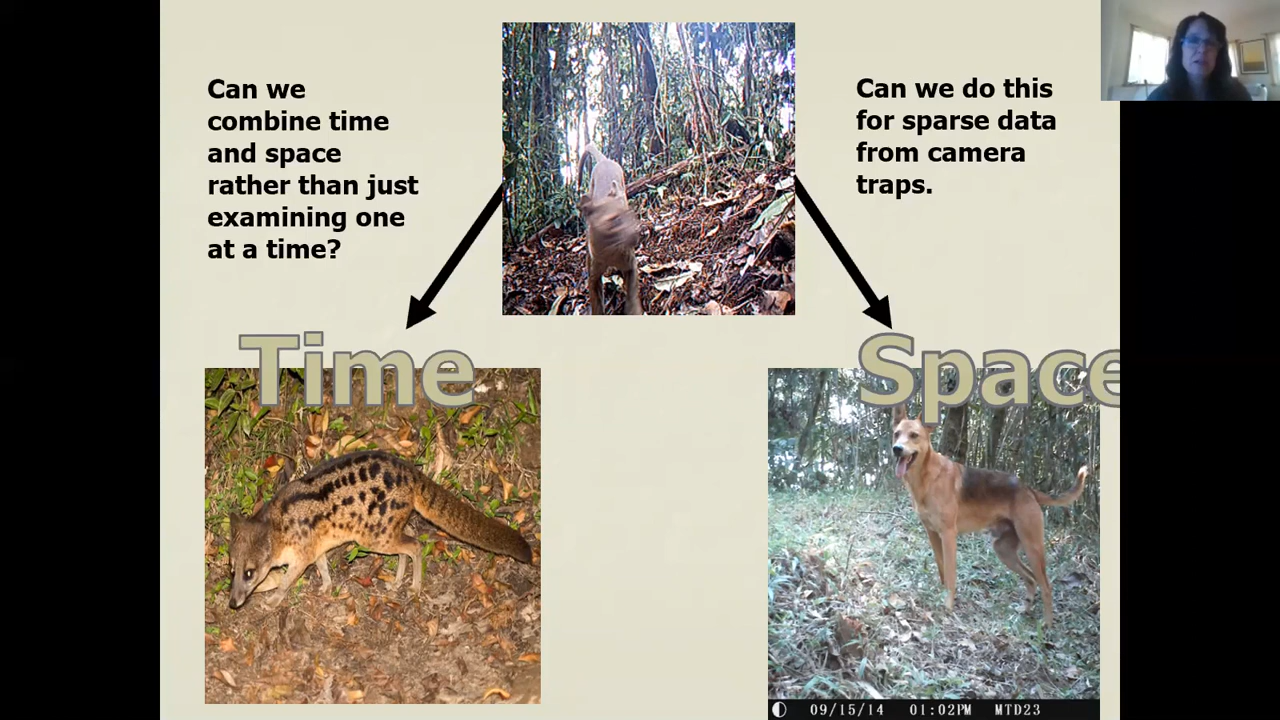 Can we
combine time
and space
rather than just
examining one
at a time?
Can we do this
for sparse data
from camera
traps.
Time
Space
09/15/14 01:02PM MTD23